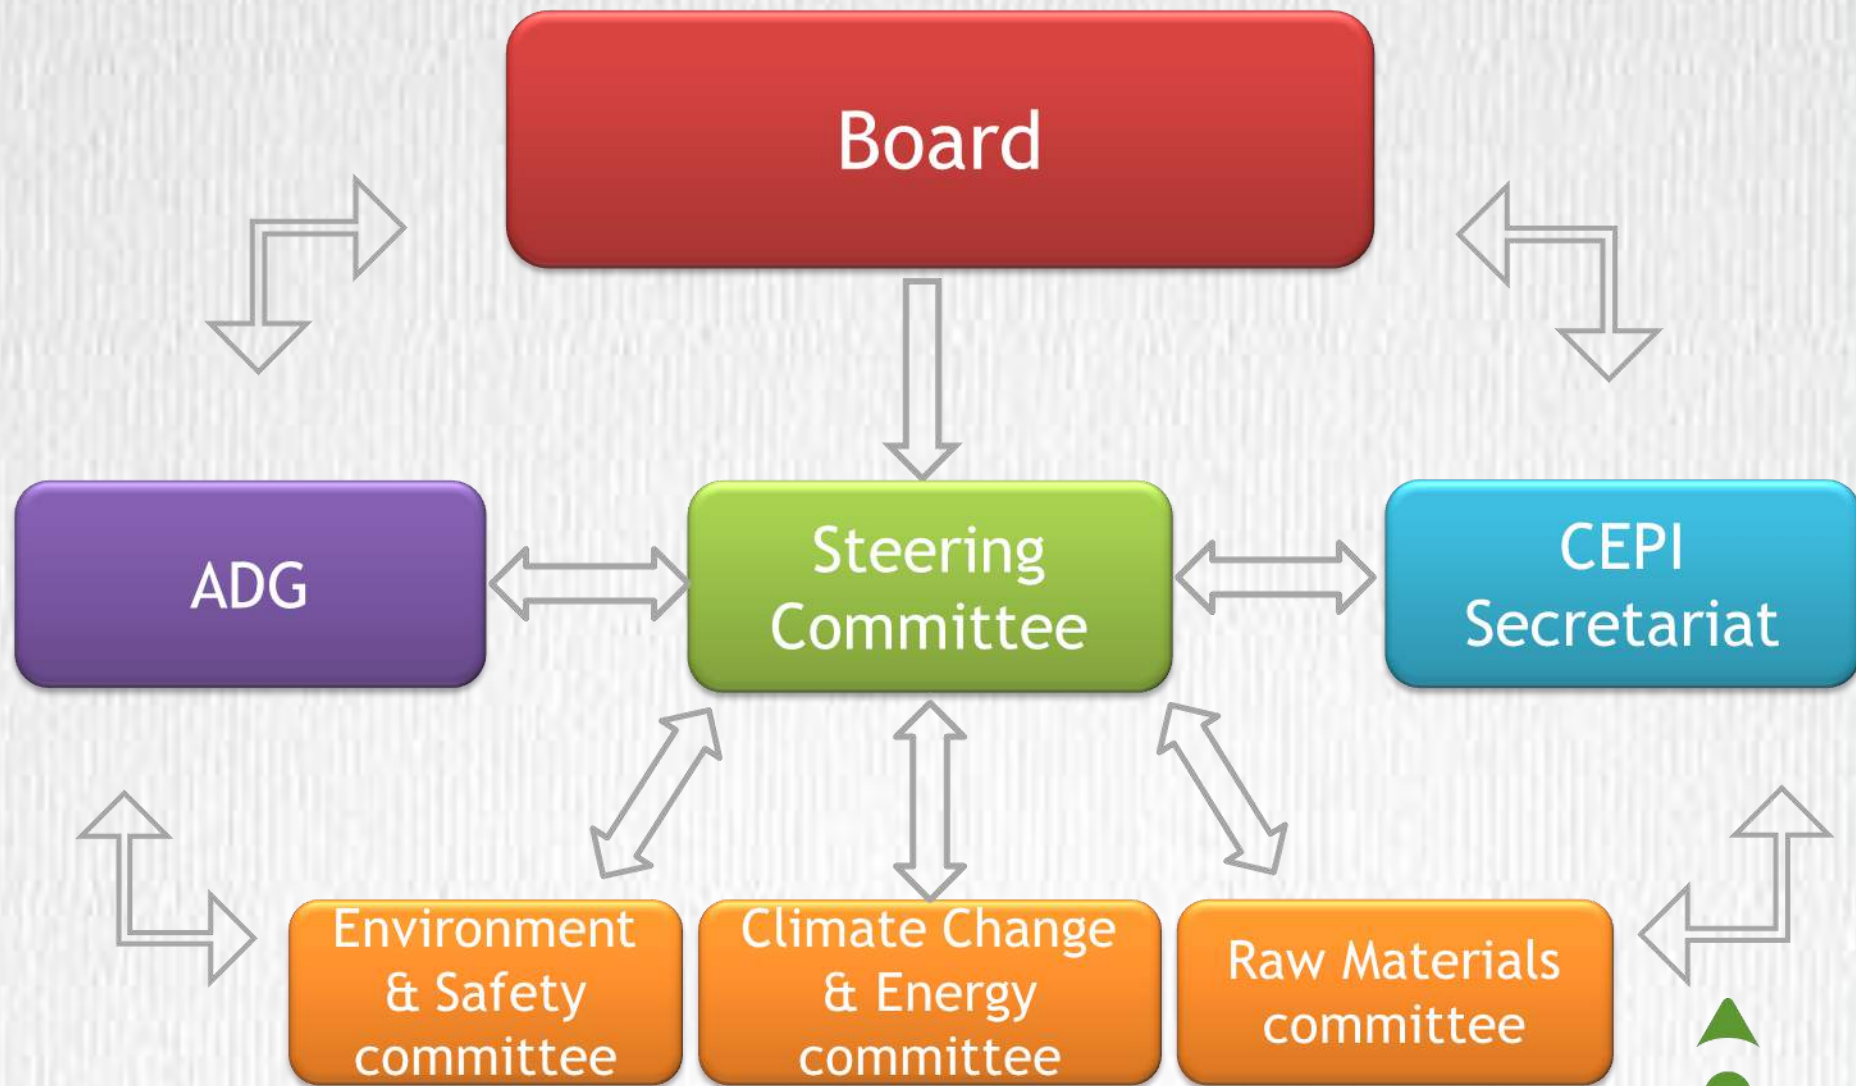 Board
ADG
Steering
Committee
CEPI
Secretariat
Environment
& Safety
committee
Climate Change
& Energy
committee
Raw Materials
committee